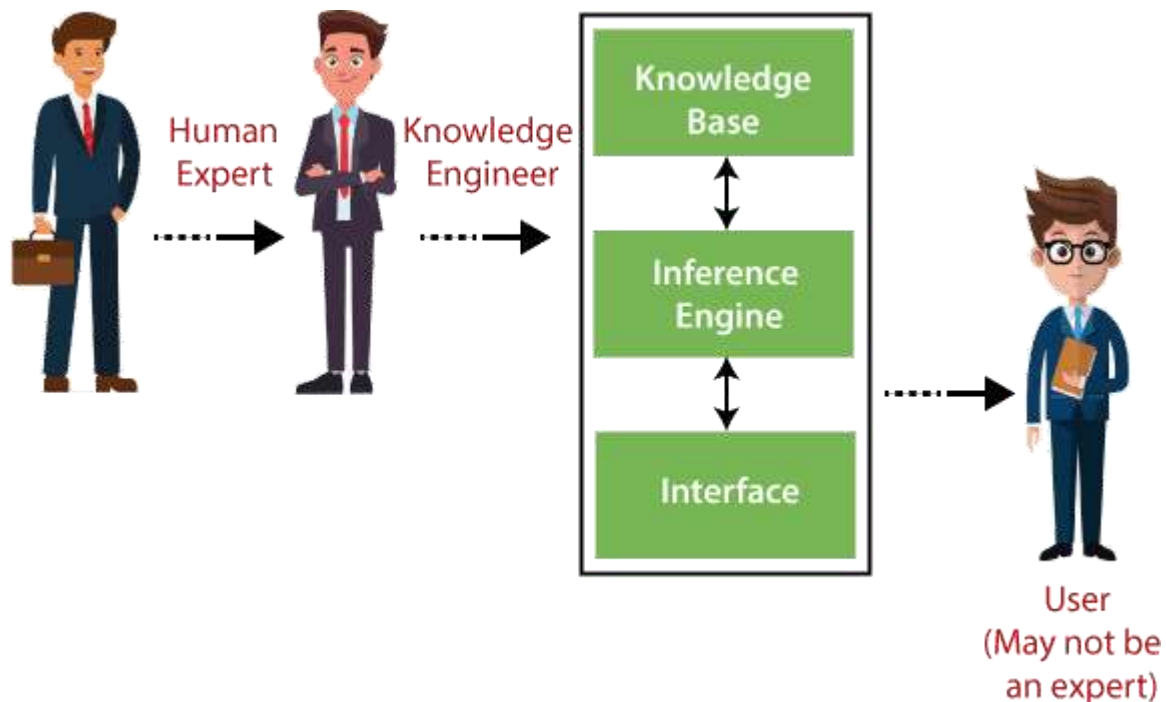 Human
Expert
Knowledge
Engineer
Knowledge
Base
Inference
Engine
Interface
User
(May not be
an expert)